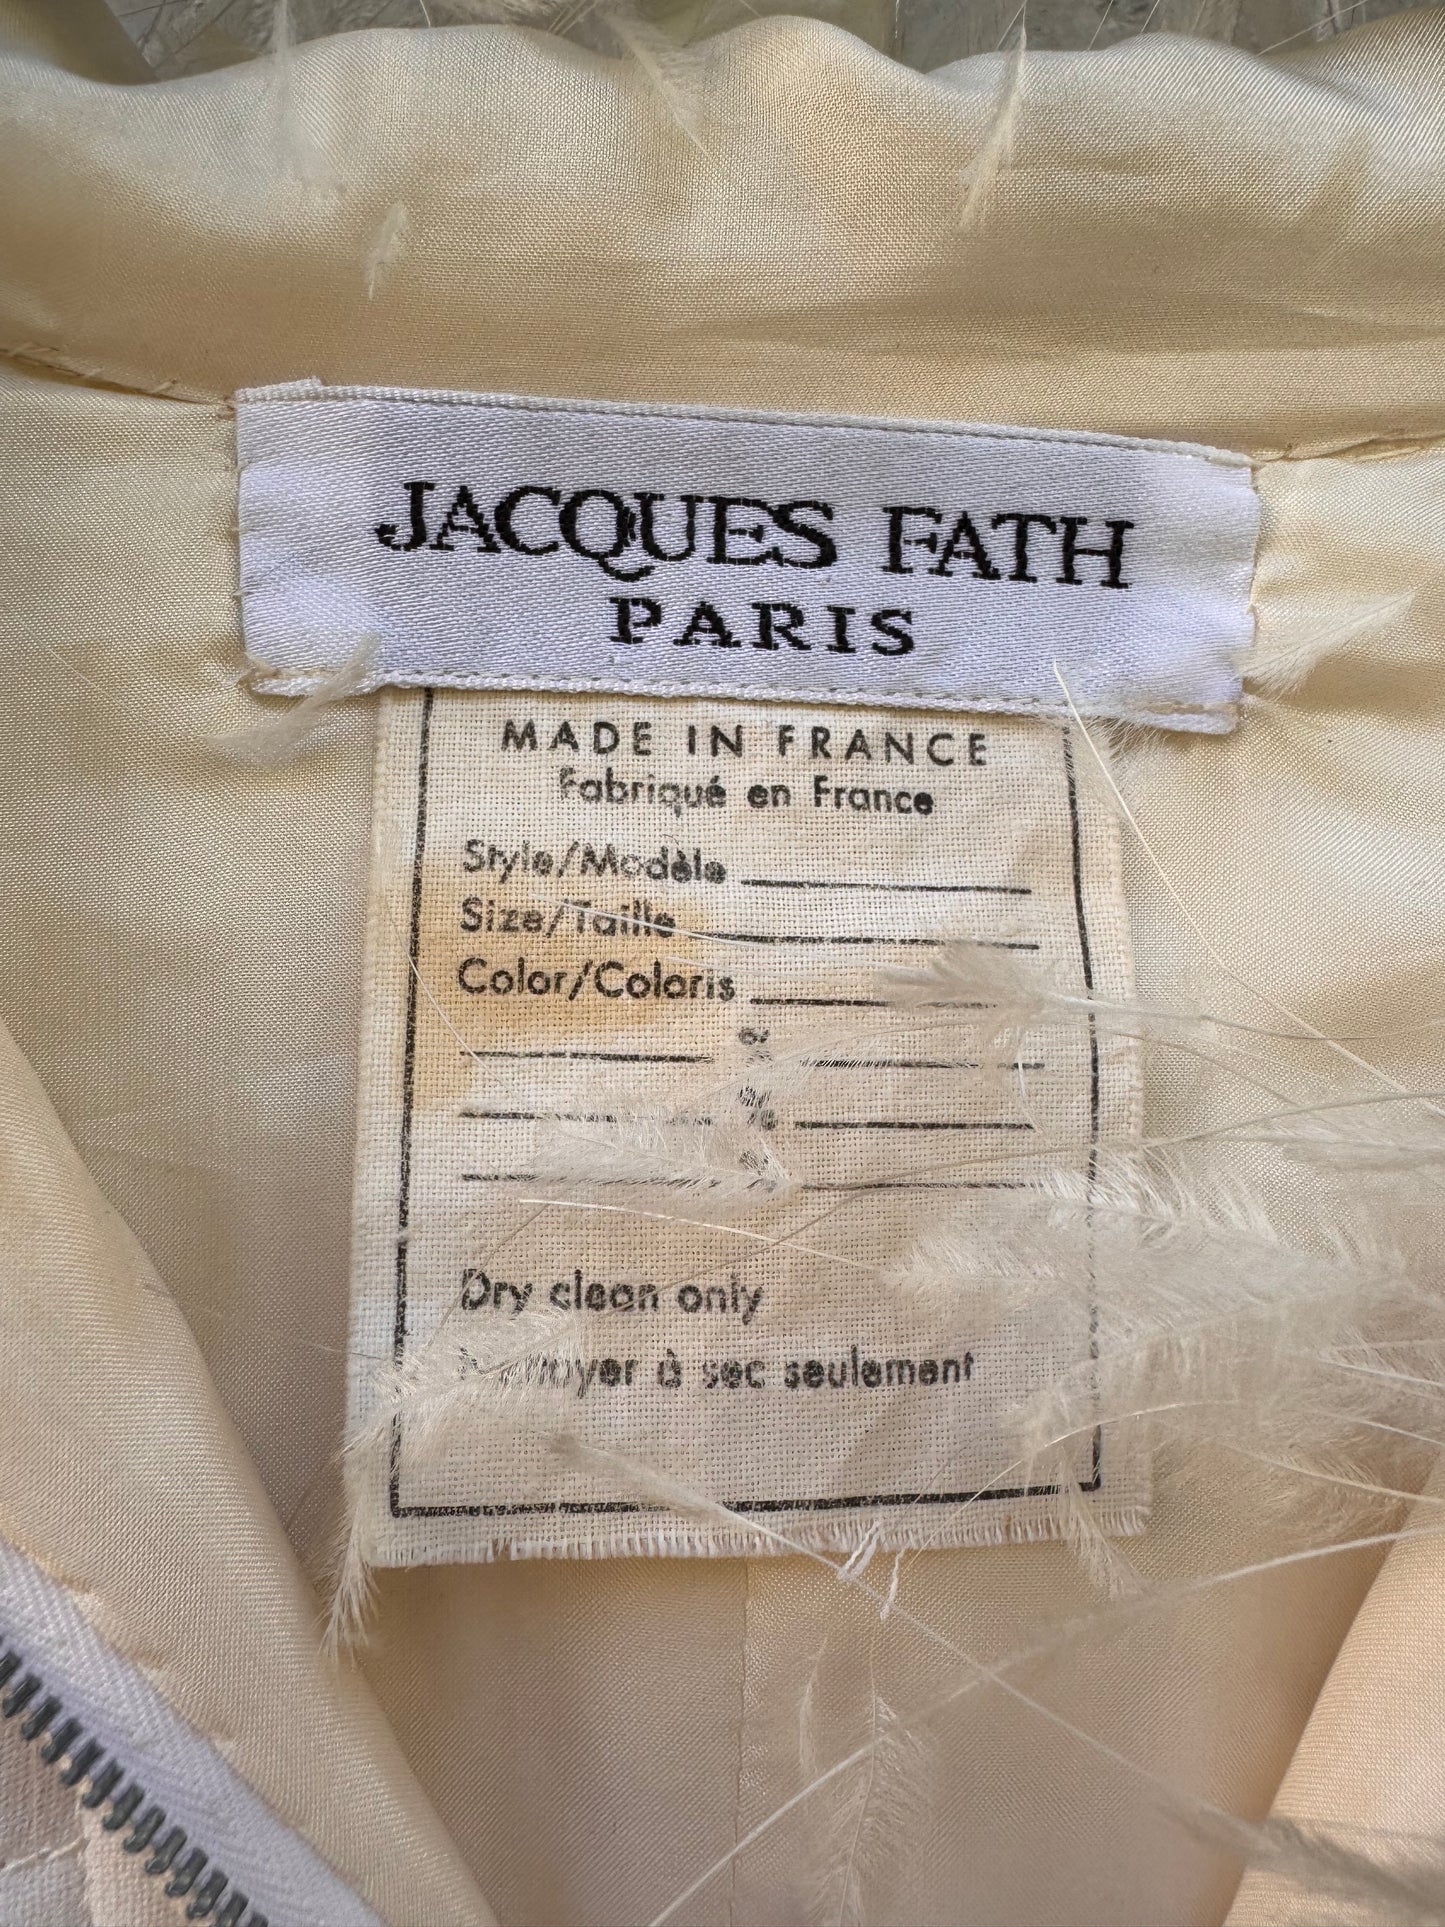 JACQUES FATH
PARIS
MADE IN FRANCE
Fabriqué en France
Style/Modèle
Size/Taille
Color/Coloris
%
%
%
Dry clean only
à sec seulement